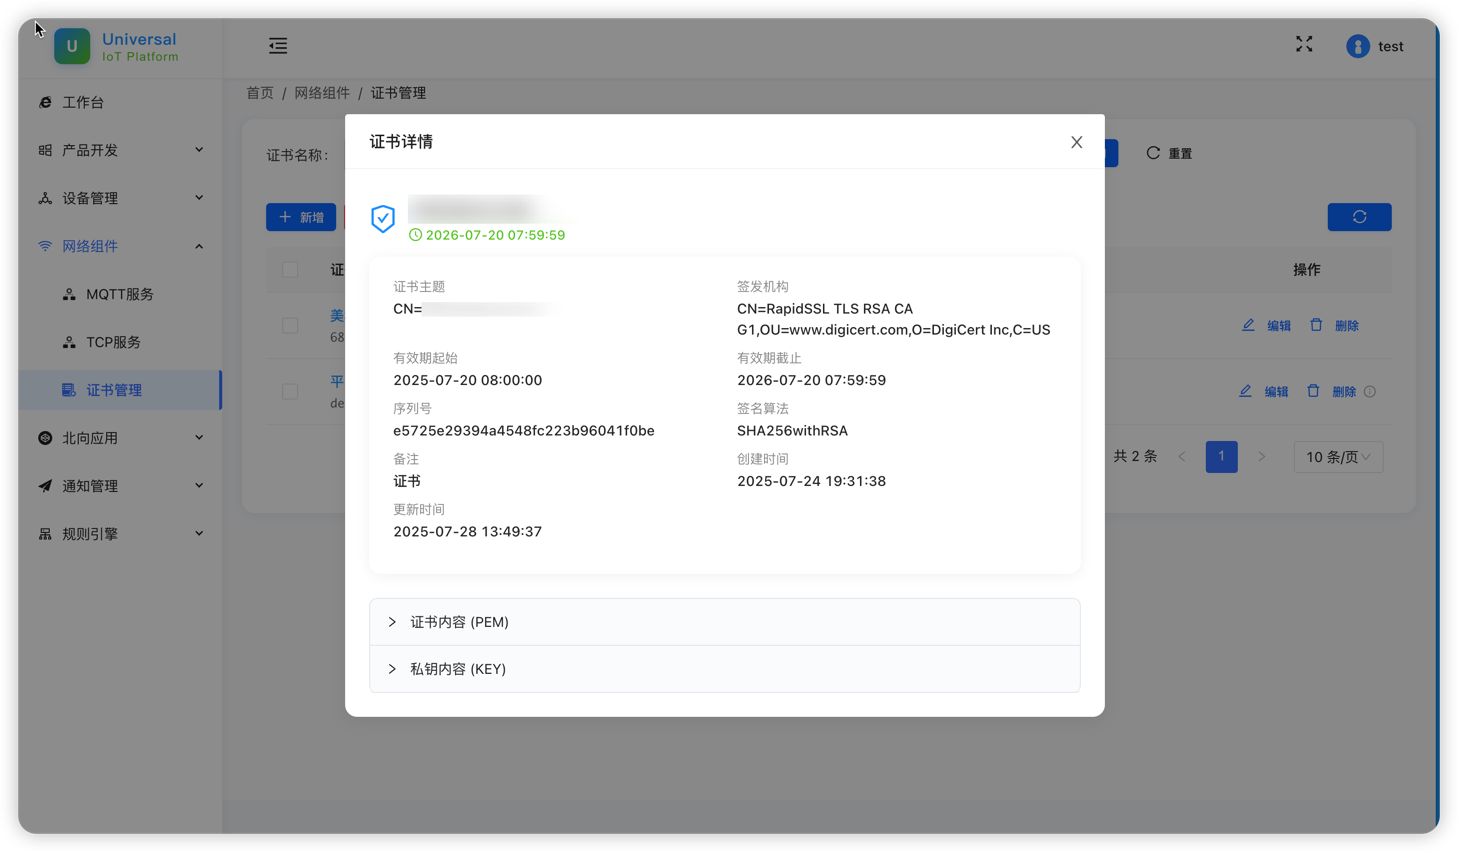 U
Universal
IoT Platform
test
工作台
产品开发
设备管理
网络组件
MQTT服务
TCP服务
证书管理
北向应用
通知管理
规则引擎
首页 / 网络组件 / 证书管理
证书名称:
重置
新增
证
操作
美
68
编辑 删除
平
de
编辑 删除
共 2 条
1
10 条/页
证书详情
2026-07-20 07:59:59
证书主题
CN=
签发机构
CN=RapidSSL TLS RSA CA
G1,OU=www.digicert.com,O=DigiCert Inc,C=US
有效期起始
2025-07-20 08:00:00
有效期截止
2026-07-20 07:59:59
序列号
e5725e29394a4548fc223b96041f0be
签名算法
SHA256withRSA
备注
证书
创建时间
2025-07-24 19:31:38
更新时间
2025-07-28 13:49:37
证书内容 (PEM)
私钥内容 (KEY)